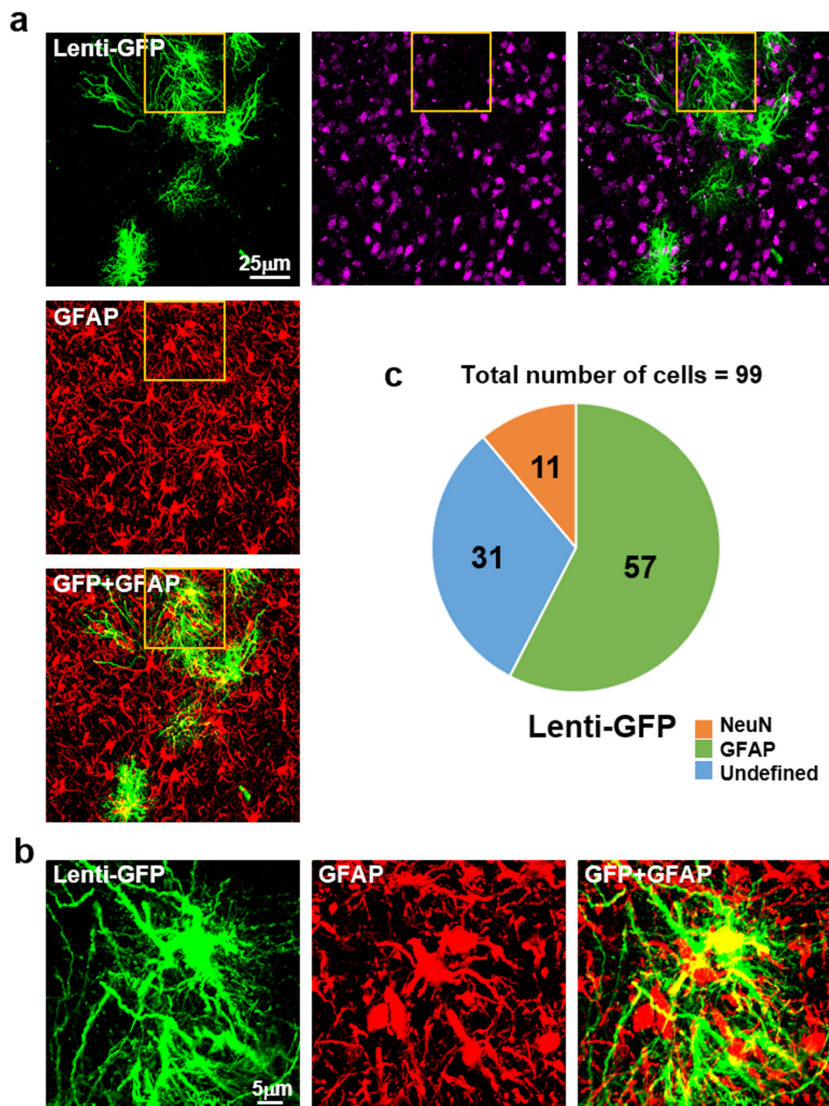 a
Lenti-GFP
25μm
GFAP
GFP+GFAP
c
Total number of cells = 99
11
31
57
Lenti-GFP
NeuN
GFAP
Undefined
b
Lenti-GFP
GFAP
GFP+GFAP
5μm